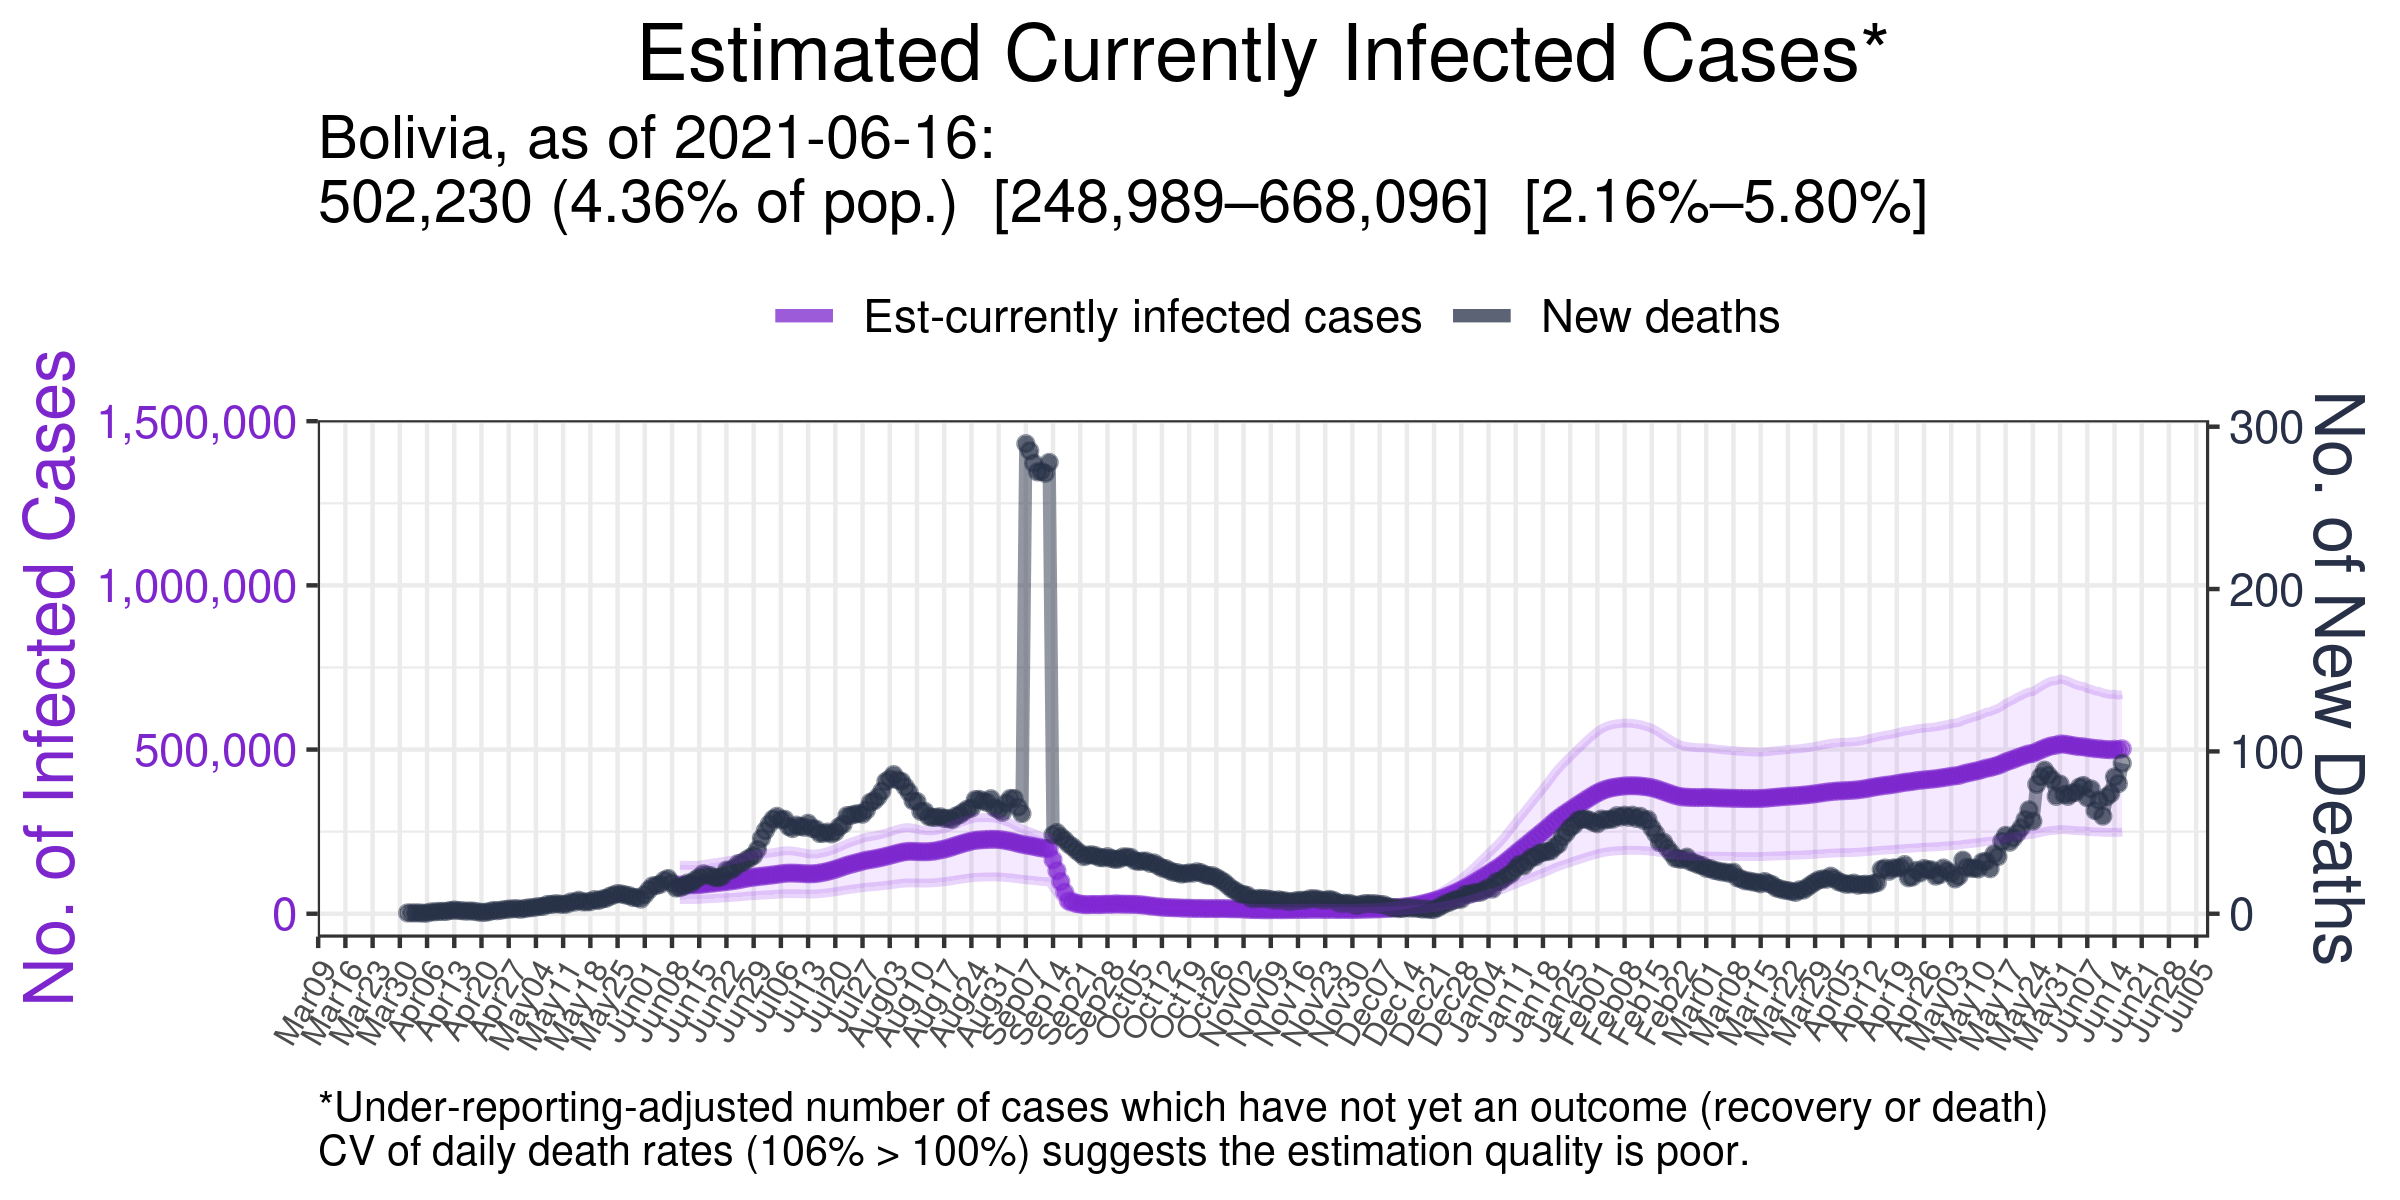 Estimated Currently Infected Cases*
Bolivia, as of 2021-06-16:
502,230 (4.36% of pop.)  [248,989–668,096]  [2.16%–5.80%]
Est-currently infected cases
New deaths
No. of Infected Cases
1,500,000
1,000,000
500,000
0
300
200
100
0
No. of New Deaths
Mar09
Mar16
Mar23
Mar30
Apr06
Apr13
Apr20
Apr27
May04
May11
May18
May25
Jun01
Jun08
Jun15
Jun22
Jun29
Jul06
Jul13
Jul20
Jul27
Aug03
Aug10
Aug17
Aug24
Aug31
Sep07
Sep14
Sep21
Sep28
Oct05
Oct12
Oct19
Oct26
Nov02
Nov09
Nov16
Nov23
Nov30
Dec07
Dec14
Dec21
Dec28
Jan04
Jan11
Jan18
Jan25
Feb01
Feb08
Feb15
Feb22
Mar01
Mar08
Mar15
Mar22
Mar29
Apr05
Apr12
Apr19
Apr26
May03
May10
May17
May24
May31
Jun07
Jun14
Jun21
Jun28
Jul05
*Under-reporting-adjusted number of cases which have not yet an outcome (recovery or death)
CV of daily death rates (106% > 100%) suggests the estimation quality is poor.